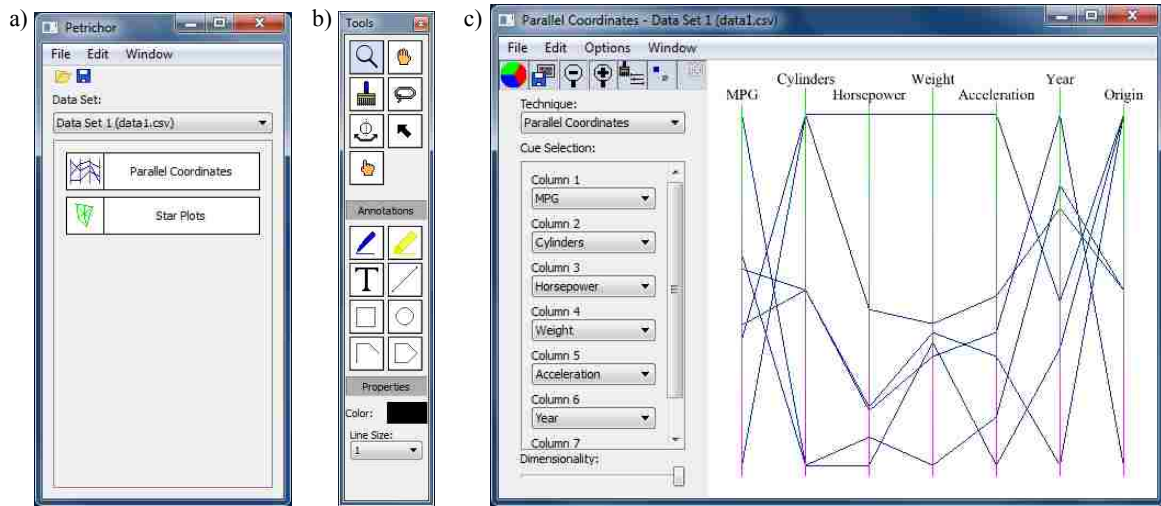 a)
Petrichor
File Edit Window
Data Set:
Data Set 1 (data1.csv)
Parallel Coordinates
Star Plots
b)
Tools
Annotations
T
Properties
Color:
Line Size:
1
c)
Parallel Coordinates - Data Set 1 (data1.csv)
File Edit Options Window
Technique:
Parallel Coordinates
Cue Selection:
Column 1
MPG
Column 2
Cylinders
Column 3
Horsepower
Column 4
Weight
Column 5
Acceleration
Column 6
Year
Column 7
Dimensionality:
Cylinders Weight Year
MPG Horsepower Acceleration Origin